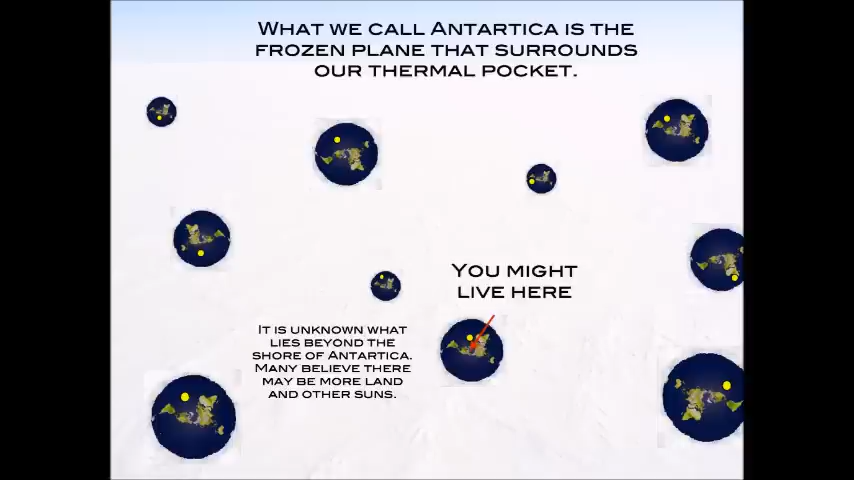 What we call Antartica is the
frozen plane that surrounds
our thermal pocket.
You might
live here
It is unknown what
lies beyond the
shore of Antartica.
Many believe there
may be more land
and other suns.